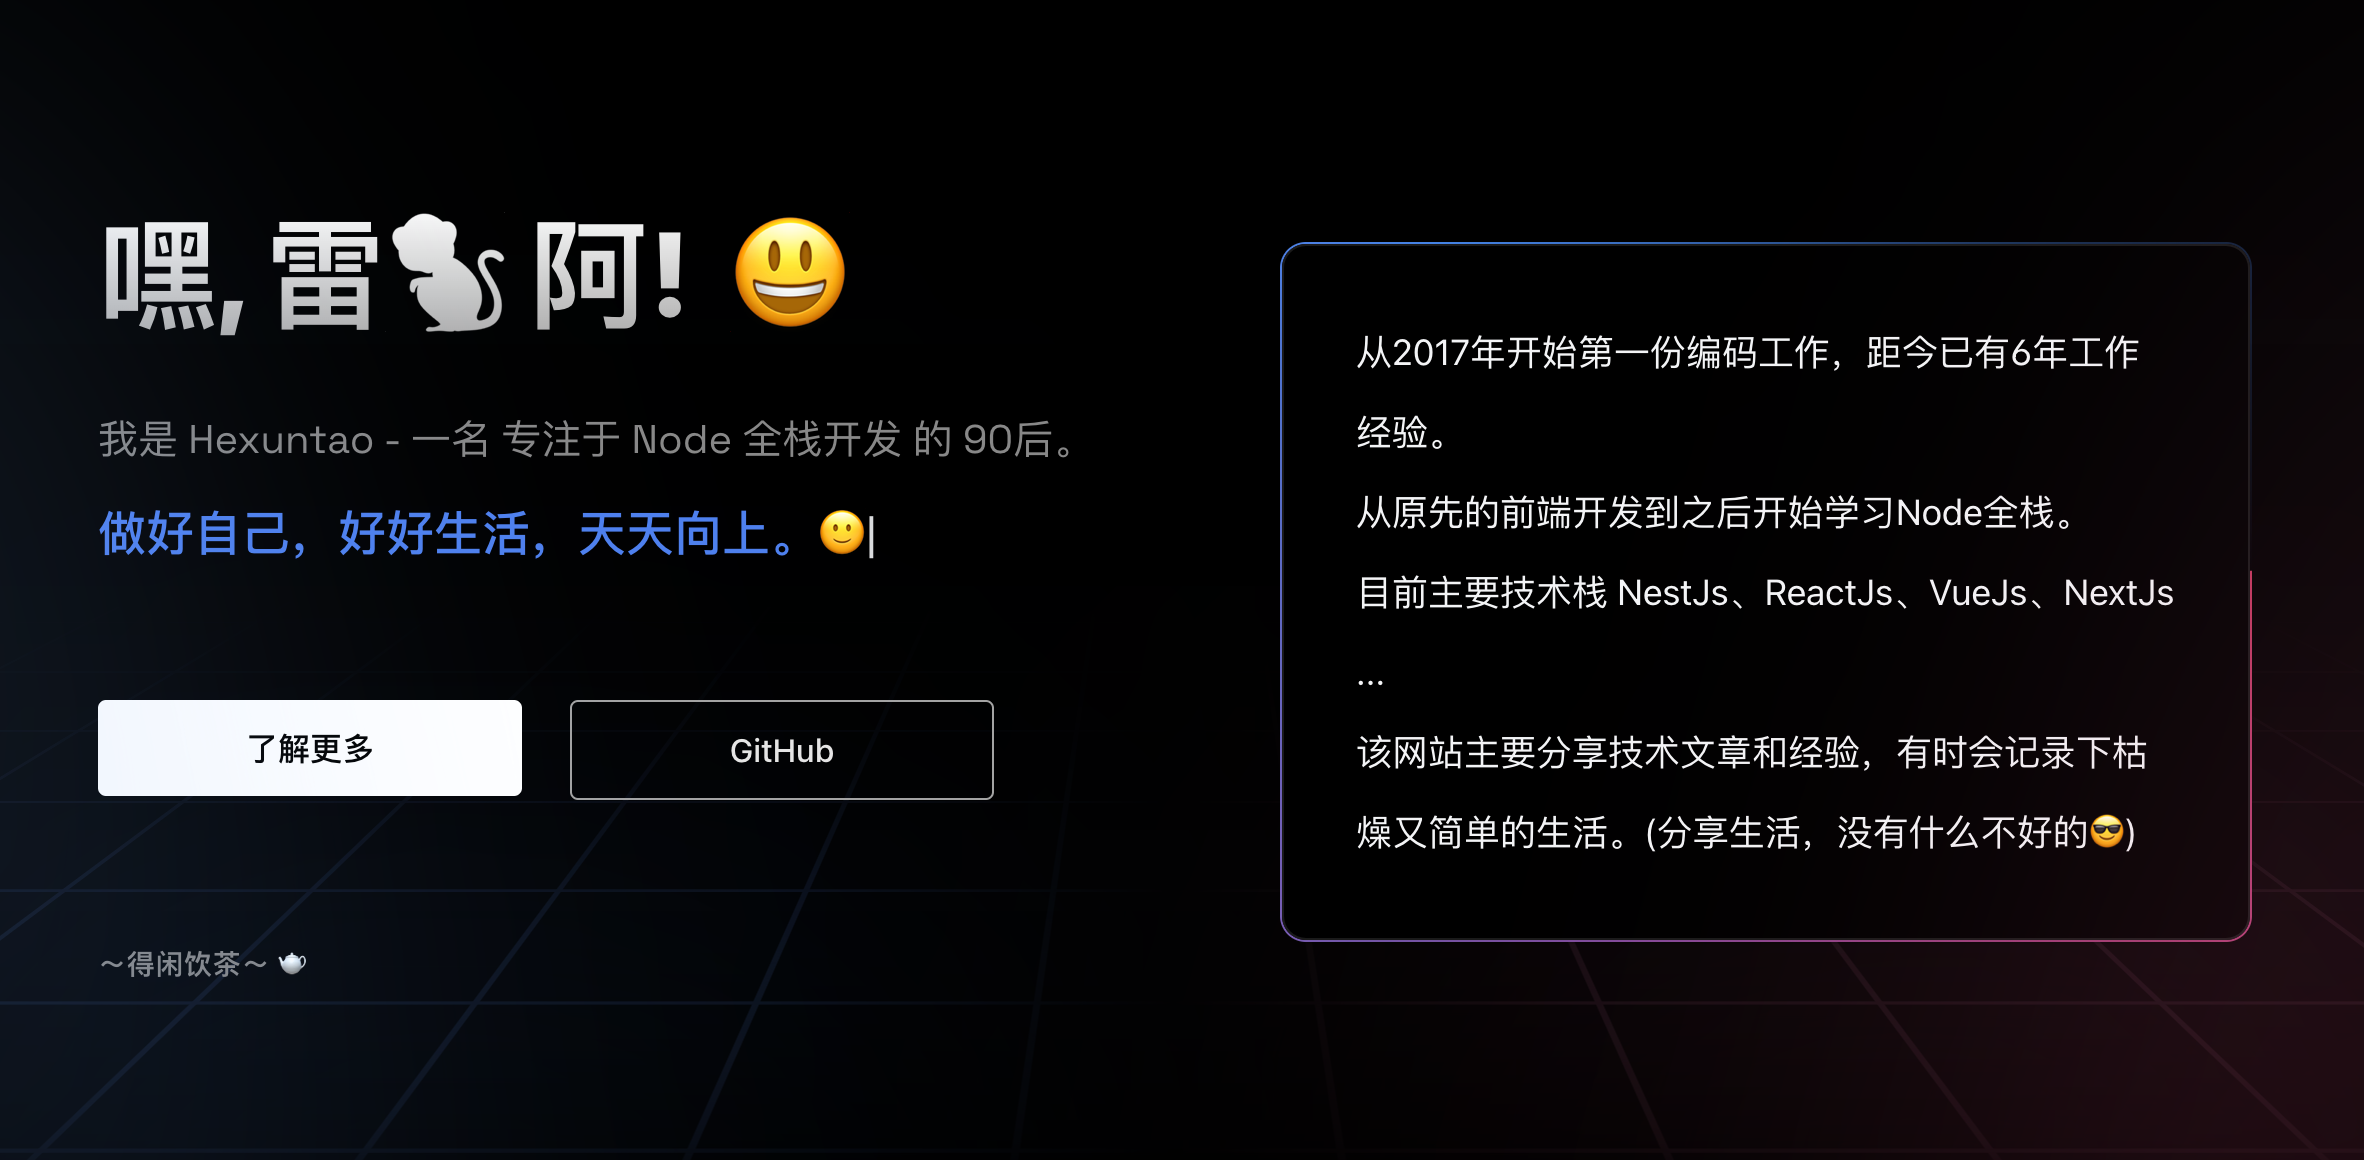 嘿,雷🐒阿! 😃
我是 Hexuntao - 一名 专注于 Node 全栈开发 的 90后。
做好自己，好好生活，天天向上。🙂|
了解更多
GitHub
～得闲饮茶～ 🫖
从2017年开始第一份编码工作，距今已有6年工作
经验。
从原先的前端开发到之后开始学习Node全栈。
目前主要技术栈 NestJs、ReactJs、VueJs、NextJs
...
该网站主要分享技术文章和经验，有时会记录下枯
燥又简单的生活。(分享生活，没有什么不好的😎)